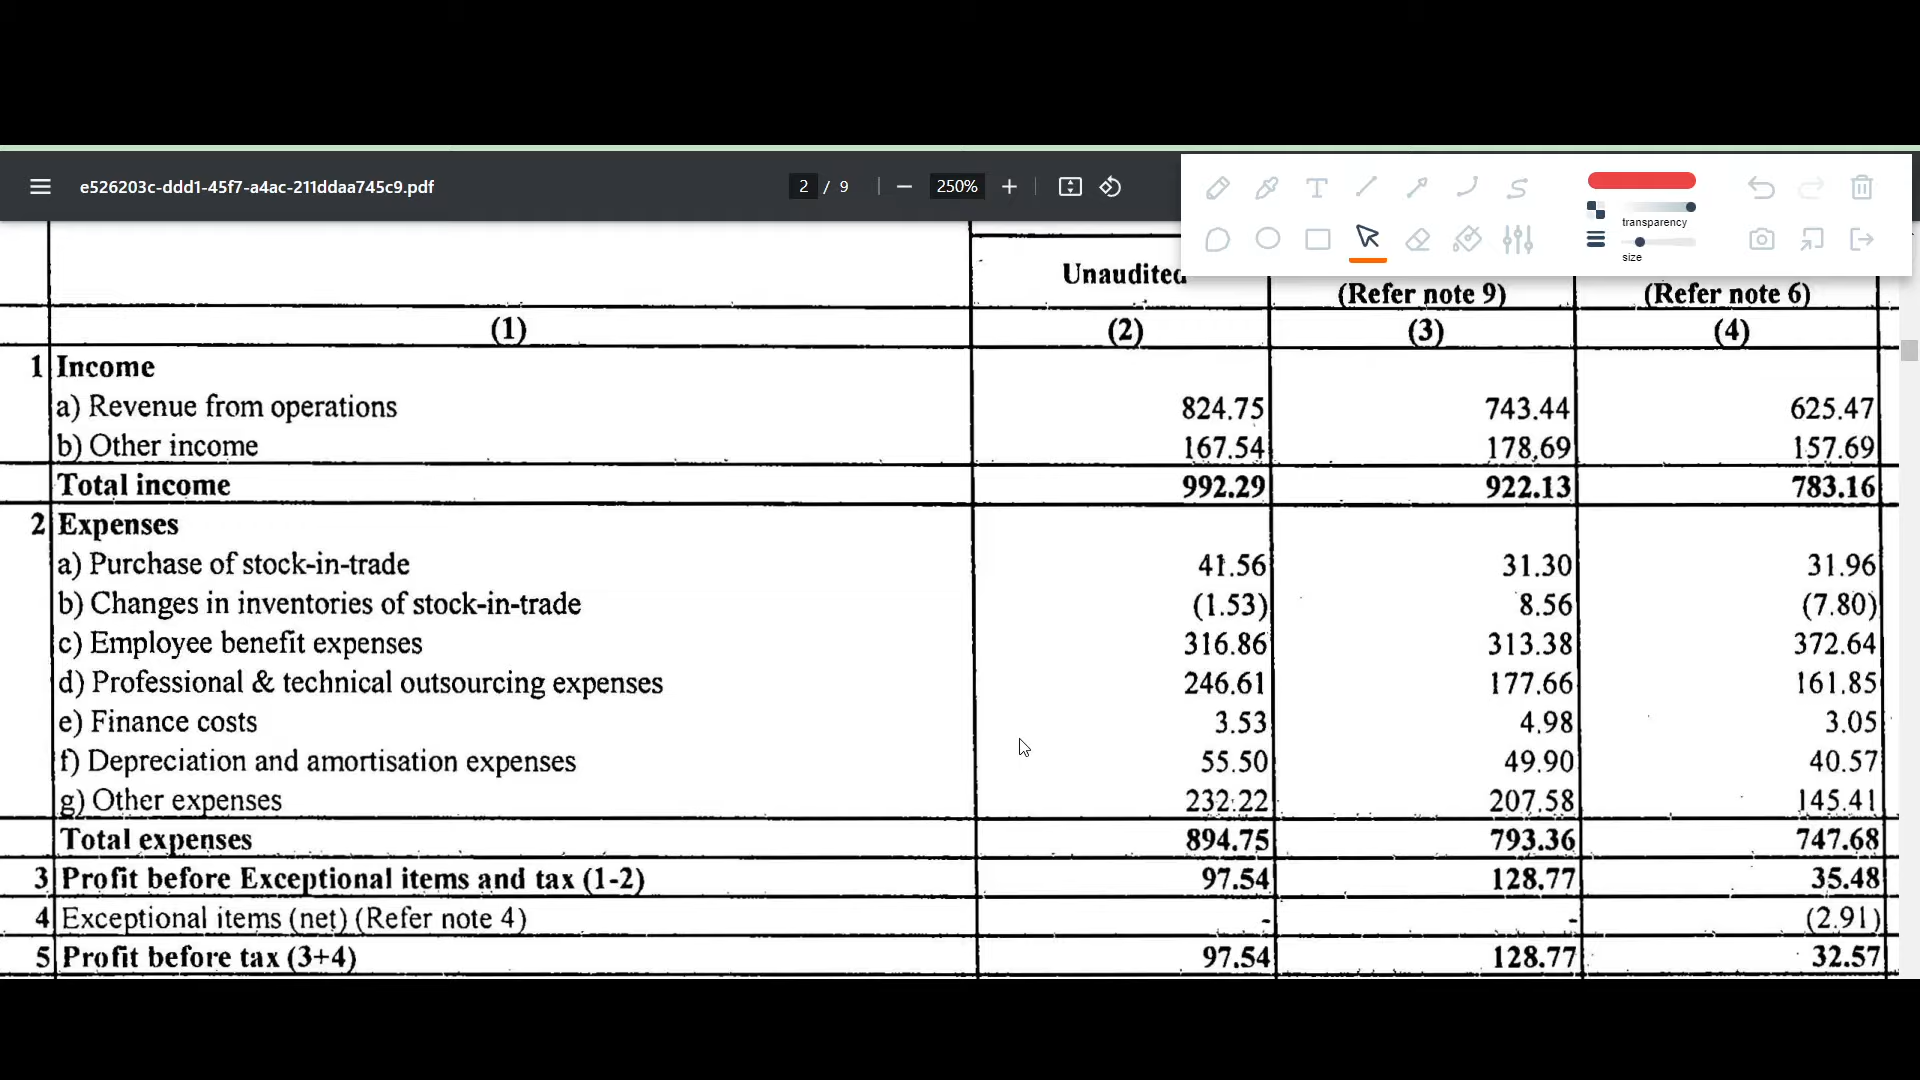 e526203c-ddd1-45f7-a4ac-211ddaa745c9.pdf 2 / 9 250%
transparency
size
Unaudited (Refer note 9) (Refer note 6)
(1) (2) (3) (4)
1 Income
a) Revenue from operations 824.75 743.44 625.47
b) Other income 167.54 178.69 157.69
Total income 992.29 922.13 783.16
2 Expenses
a) Purchase of stock-in-trade 41.56 31.30 31.96
b) Changes in inventories of stock-in-trade (1.53) 8.56 (7.80)
c) Employee benefit expenses 316.86 313.38 372.64
d) Professional & technical outsourcing expenses 246.61 177.66 161.85
e) Finance costs 3.53 4.98 3.05
f) Depreciation and amortisation expenses 55.50 49.90 40.57
g) Other expenses 232.22 207.58 145.41
Total expenses 894.75 793.36 747.68
3 Profit before Exceptional items and tax (1-2) 97.54 128.77 35.48
4 Exceptional items (net) (Refer note 4) - - (2.91)
5 Profit before tax (3+4) 97.54 128.77 32.57